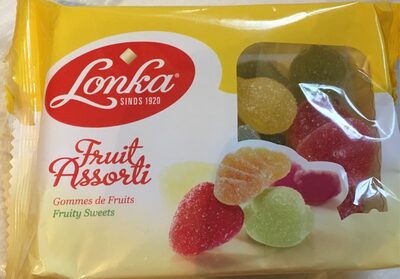 Lonka®
SINDS 1920
Fruit
Assorti
Gommes de Fruits
Fruity Sweets